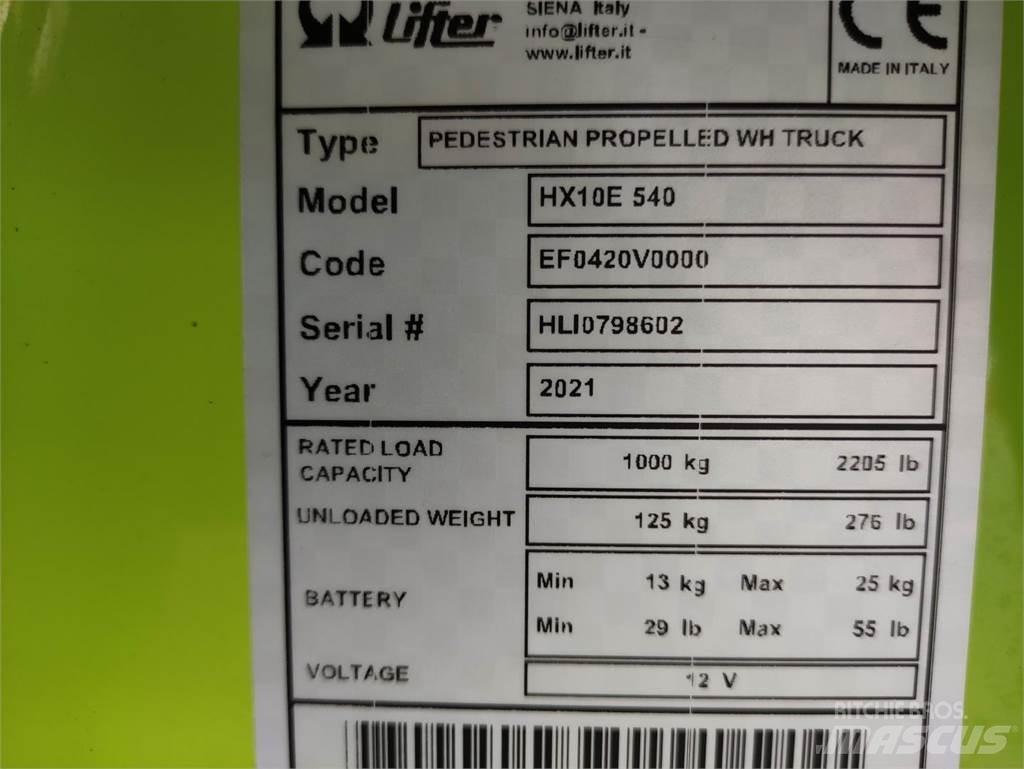 Lifter
SIENA Italy
info@lifter.it -
www.lifter.it
CE
MADE IN ITALY
Type PEDESTRIAN PROPELLED WH TRUCK
Model HX10E 540
Code EF0420V0000
Serial # HLI0798602
Year 2021
RATED LOAD
CAPACITY 1000 kg 2205 lb
UNLOADED WEIGHT 125 kg 276 lb
BATTERY
Min 13 kg Max 25 kg
Min 29 lb Max 55 lb
VOLTAGE 12 V
RITCHIE BROS.
MASCUS